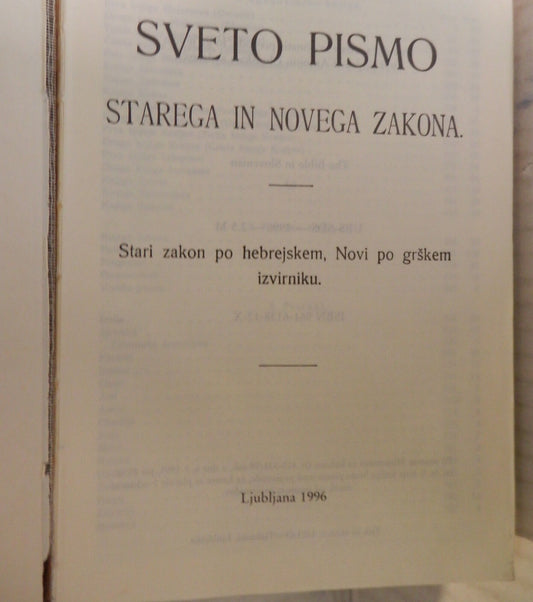 SVETO PISMO
STAREGA IN NOVEGA ZAKONA.
Stari zakon po hebrejskem, Novi po grškem
izvirniku.
Ljubljana 1996